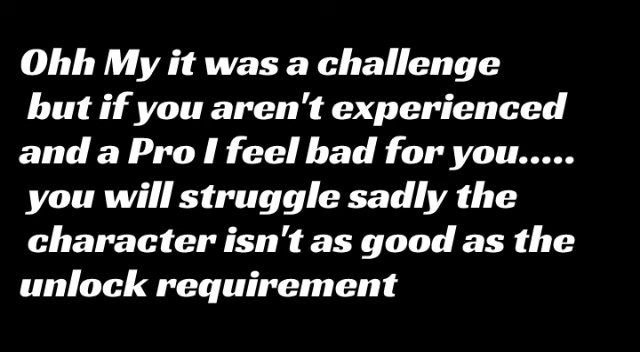 Ohh My it was a challenge
but if you aren't experienced
and a Pro I feel bad for you.....
you will struggle sadly the
character isn't as good as the
unlock requirement